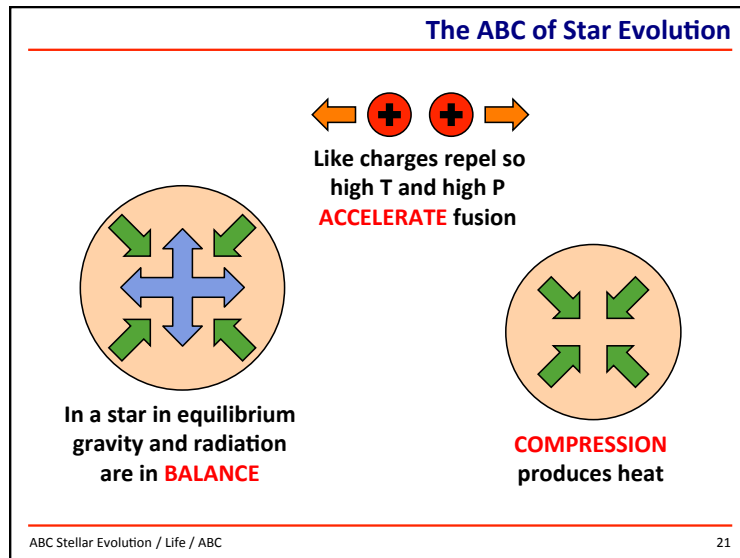 The ABC of Star Evolution
+ +
Like charges repel so
high T and high P
ACCELERATE fusion
In a star in equilibrium
gravity and radiation
are in BALANCE
COMPRESSION
produces heat
ABC Stellar Evolution / Life / ABC
21